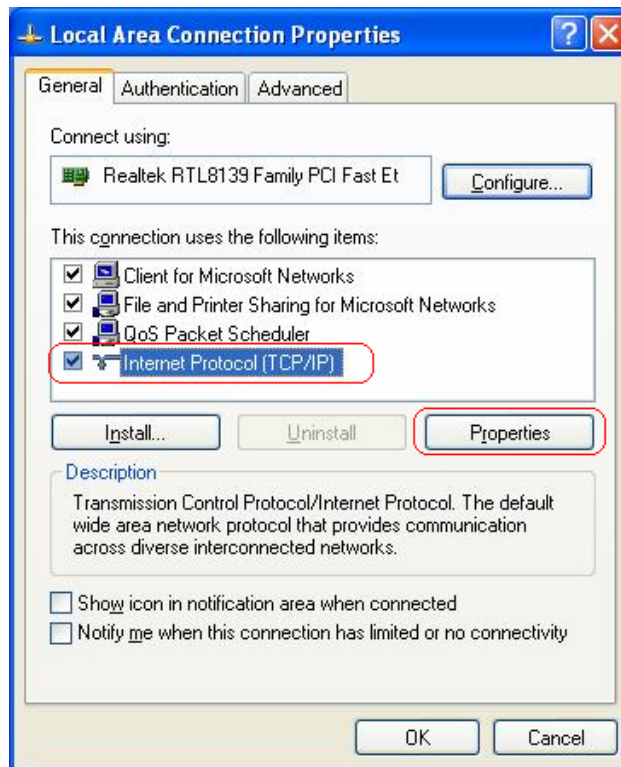 Local Area Connection Properties
General Authentication Advanced
Connect using:
Realtek RTL8139 Family PCI Fast Et
Configure...
This connection uses the following items:
Client for Microsoft Networks
File and Printer Sharing for Microsoft Networks
QoS Packet Scheduler
Internet Protocol (TCP/IP)
Install... Uninstall Properties
Description
Transmission Control Protocol/Internet Protocol. The default
wide area network protocol that provides communication
across diverse interconnected networks.
Show icon in notification area when connected
Notify me when this connection has limited or no connectivity
OK Cancel